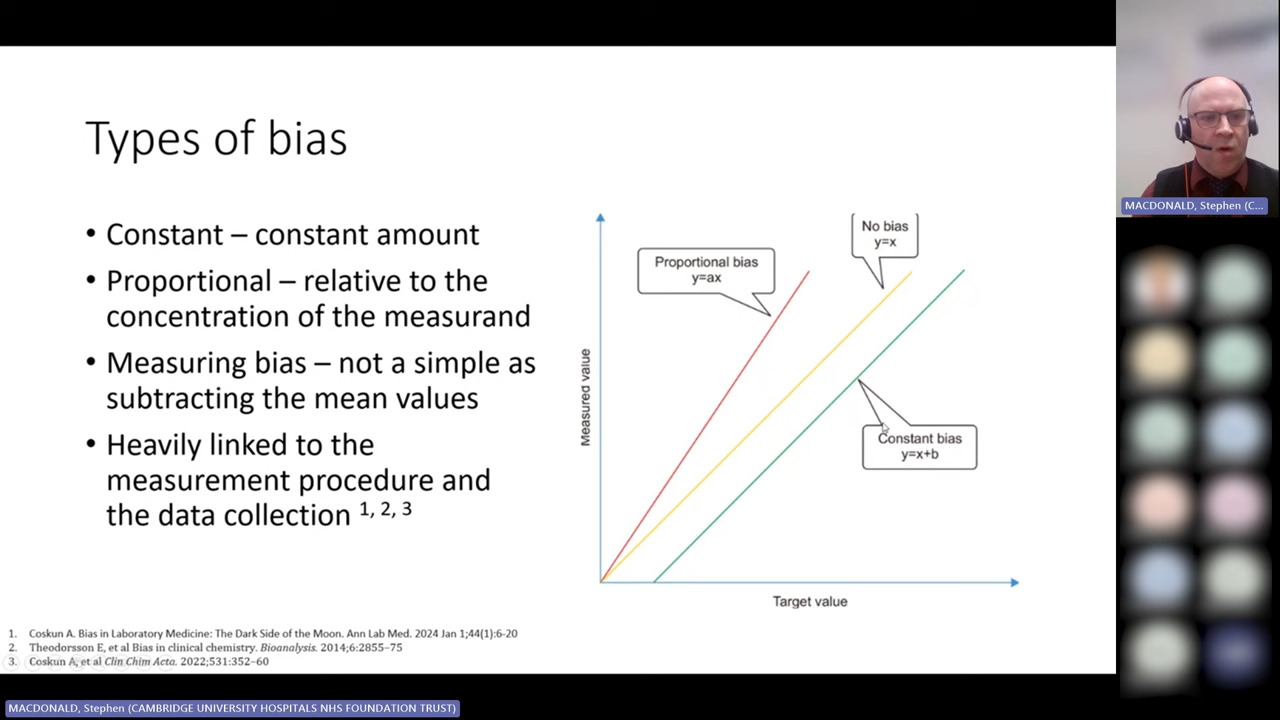 Types of bias
• Constant – constant amount
• Proportional – relative to the
concentration of the measurand
• Measuring bias – not a simple as
subtracting the mean values
• Heavily linked to the
measurement procedure and
the data collection 1, 2, 3
No bias
y=x
Proportional bias
y=ax
Constant bias
y=x+b
Measured value
Target value
1. Coskun A. Bias in Laboratory Medicine: The Dark Side of the Moon. Ann Lab Med. 2024 Jan 1;44(1):6-20
2. Theodorsson E, et al Bias in clinical chemistry. Bioanalysis. 2014;6:2855–75
3. Coskun A, et al Clin Chim Acta. 2022;531:352–60
MACDONALD, Stephen (C...
MACDONALD, Stephen (CAMBRIDGE UNIVERSITY HOSPITALS NHS FOUNDATION TRUST)